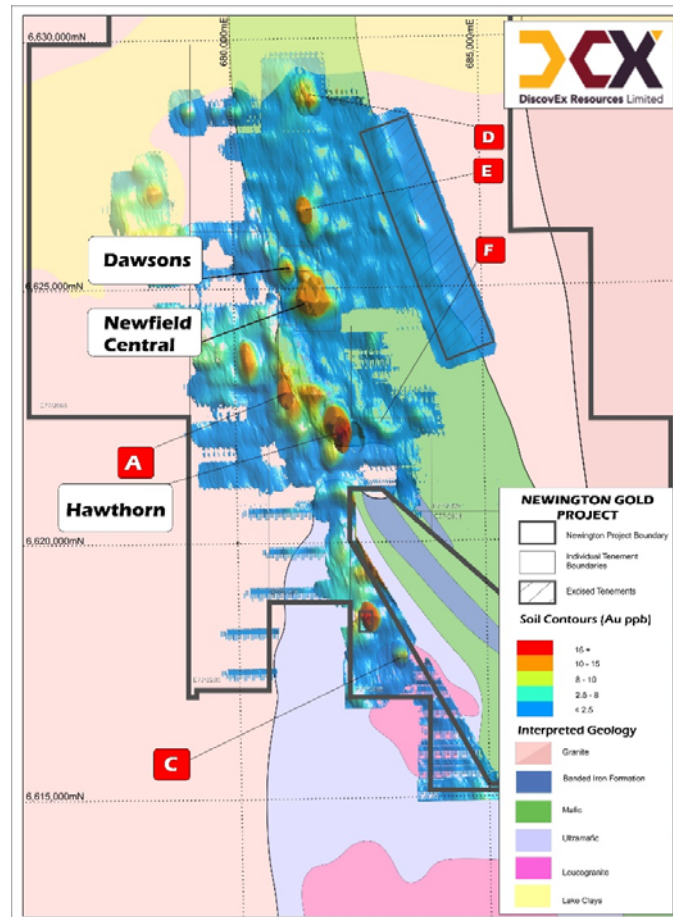 6,630,000mN
680,000mE
685,000mE
DCX
DiscovEx Resources Limited
D
E
F
Dawsons
6,625,000mN
Newfield
Central
A
Hawthorn
6,620,000mN
C
6,615,000mN
NEWINGTON GOLD
PROJECT
Newington Project Boundary
Individual Tenement
Boundaries
Excised Tenements
Soil Contours (Au ppb)
15 +
10 - 15
8 - 10
2.5 - 8
< 2.5
Interpreted Geology
Granite
Banded Iron Formation
Mafic
Ultramafic
Leucogranite
Lake Clays